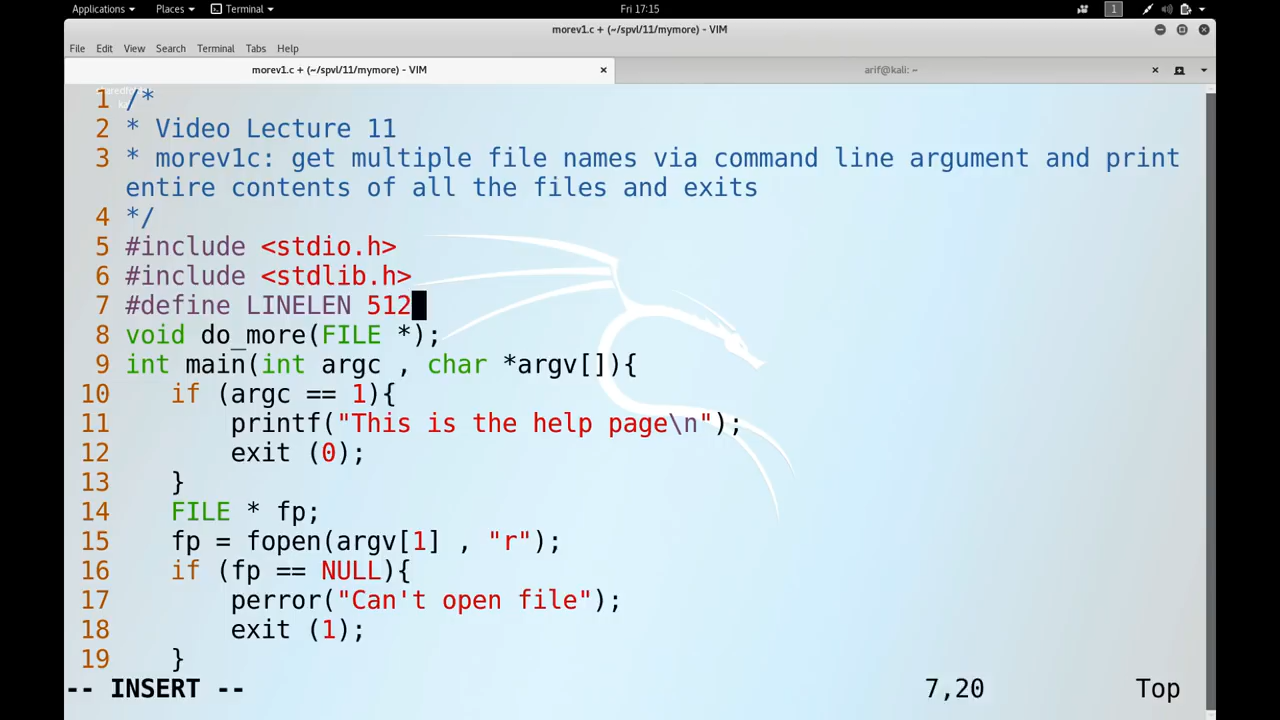 Applications Places Terminal Fri 17:15 1
morev1.c + (~/spvl/11/mymore) - VIM
File Edit View Search Terminal Tabs Help
morev1.c + (~/spvl/11/mymore) - VIM arif@kali: ~
1 /*
2 * Video Lecture 11
3 * morev1c: get multiple file names via command line argument and print
entire contents of all the files and exits
4 */
5 #include <stdio.h>
6 #include <stdlib.h>
7 #define LINELEN 512
8 void do_more(FILE *);
9 int main(int argc , char *argv[]){
10 if (argc == 1){
11 printf("This is the help page\n");
12 exit (0);
13 }
14 FILE * fp;
15 fp = fopen(argv[1] , "r");
16 if (fp == NULL){
17 perror("Can't open file");
18 exit (1);
19 }
-- INSERT -- 7,20 Top